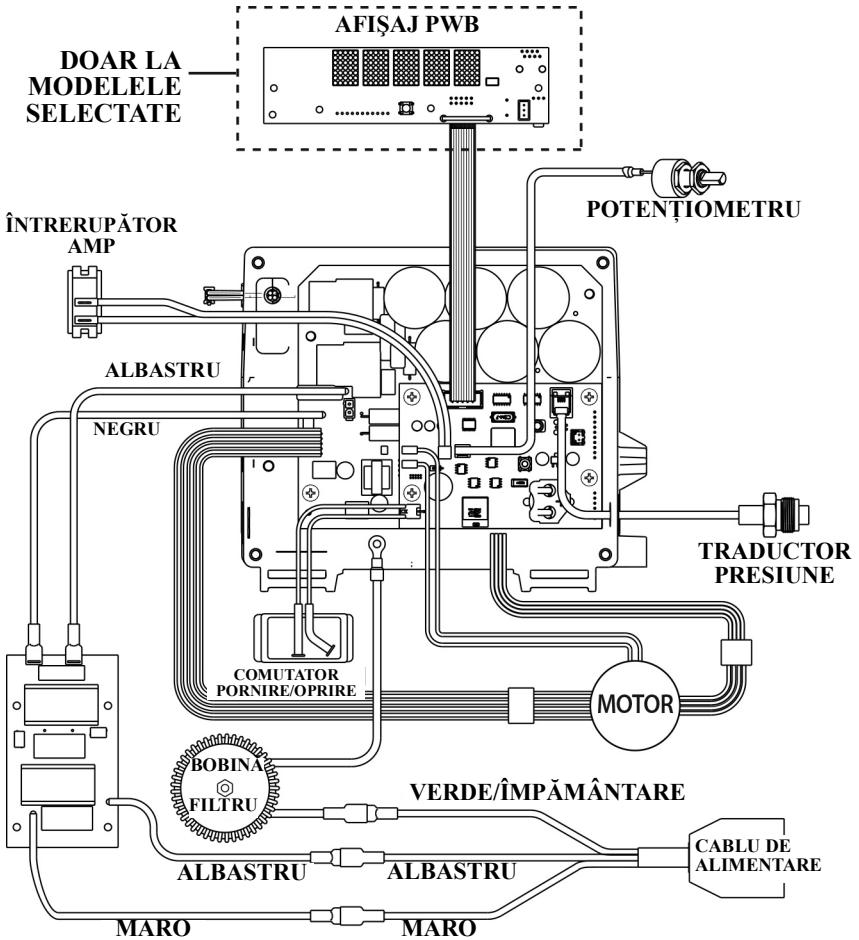 AFIŞAJ PWB
DOAR LA
MODELELE
SELECTATE
POTENȚIOMETRU
ÎNTRERUPĂTOR
AMP
ALBASTRU
NEGRU
TRADUCTOR
PRESIUNE
COMUTATOR
PORNIRE/OPRIRE
MOTOR
BOBINĂ
FILTRU
VERDE/ÎMPĂMÂNTARE
CABLU DE
ALIMENTARE
ALBASTRU
ALBASTRU
MARO
MARO